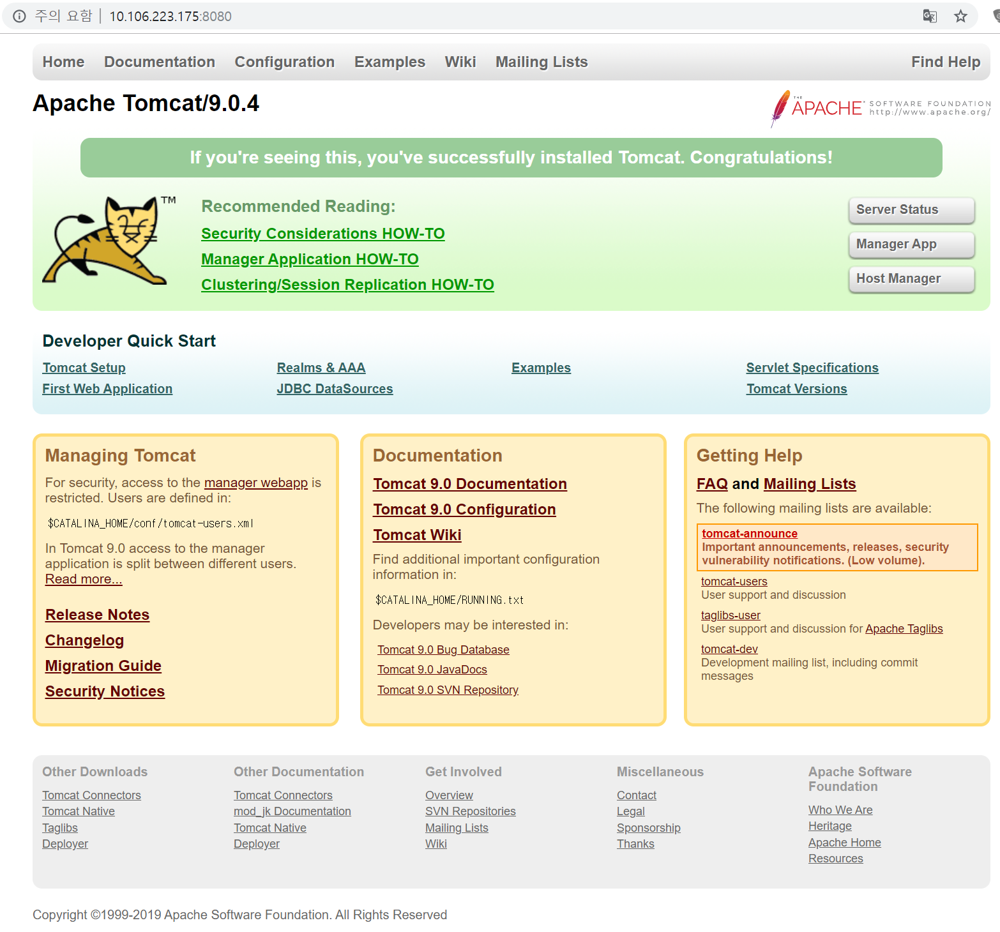 주의 요함 | 10.106.223.175:8080
Home Documentation Configuration Examples Wiki Mailing Lists Find Help
Apache Tomcat/9.0.4
THE APACHE® SOFTWARE FOUNDATION
http://www.apache.org/
If you're seeing this, you've successfully installed Tomcat. Congratulations!
TM
Recommended Reading:
Security Considerations HOW-TO
Manager Application HOW-TO
Clustering/Session Replication HOW-TO
Server Status
Manager App
Host Manager
Developer Quick Start
Tomcat Setup
First Web Application
Realms & AAA
JDBC DataSources
Examples
Servlet Specifications
Tomcat Versions
Managing Tomcat
For security, access to the manager webapp is
restricted. Users are defined in:
$CATALINA_HOME/conf/tomcat-users.xml
In Tomcat 9.0 access to the manager
application is split between different users.
Read more...
Release Notes
Changelog
Migration Guide
Security Notices
Documentation
Tomcat 9.0 Documentation
Tomcat 9.0 Configuration
Tomcat Wiki
Find additional important configuration
information in:
$CATALINA_HOME/RUNNING.txt
Developers may be interested in:
Tomcat 9.0 Bug Database
Tomcat 9.0 JavaDocs
Tomcat 9.0 SVN Repository
Getting Help
FAQ and Mailing Lists
The following mailing lists are available:
tomcat-announce
Important announcements, releases, security
vulnerability notifications. (Low volume).
tomcat-users
User support and discussion
taglibs-user
User support and discussion for Apache Taglibs
tomcat-dev
Development mailing list, including commit
messages
Other Downloads
Tomcat Connectors
Tomcat Native
Taglibs
Deployer
Other Documentation
Tomcat Connectors
mod_jk Documentation
Tomcat Native
Deployer
Get Involved
Overview
SVN Repositories
Mailing Lists
Wiki
Miscellaneous
Contact
Legal
Sponsorship
Thanks
Apache Software
Foundation
Who We Are
Heritage
Apache Home
Resources
Copyright ©1999-2019 Apache Software Foundation. All Rights Reserved